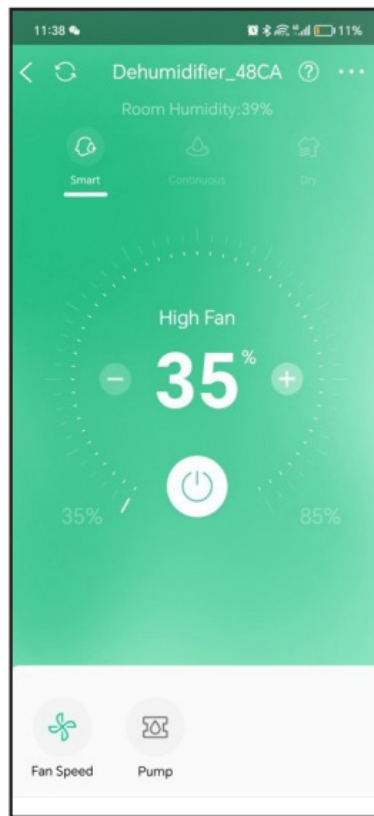 11:38 11%
Dehumidifier_48CA ?
Room Humidity:39%
Smart Continuous Dry
High Fan
35%
35% 85%
Fan Speed Pump